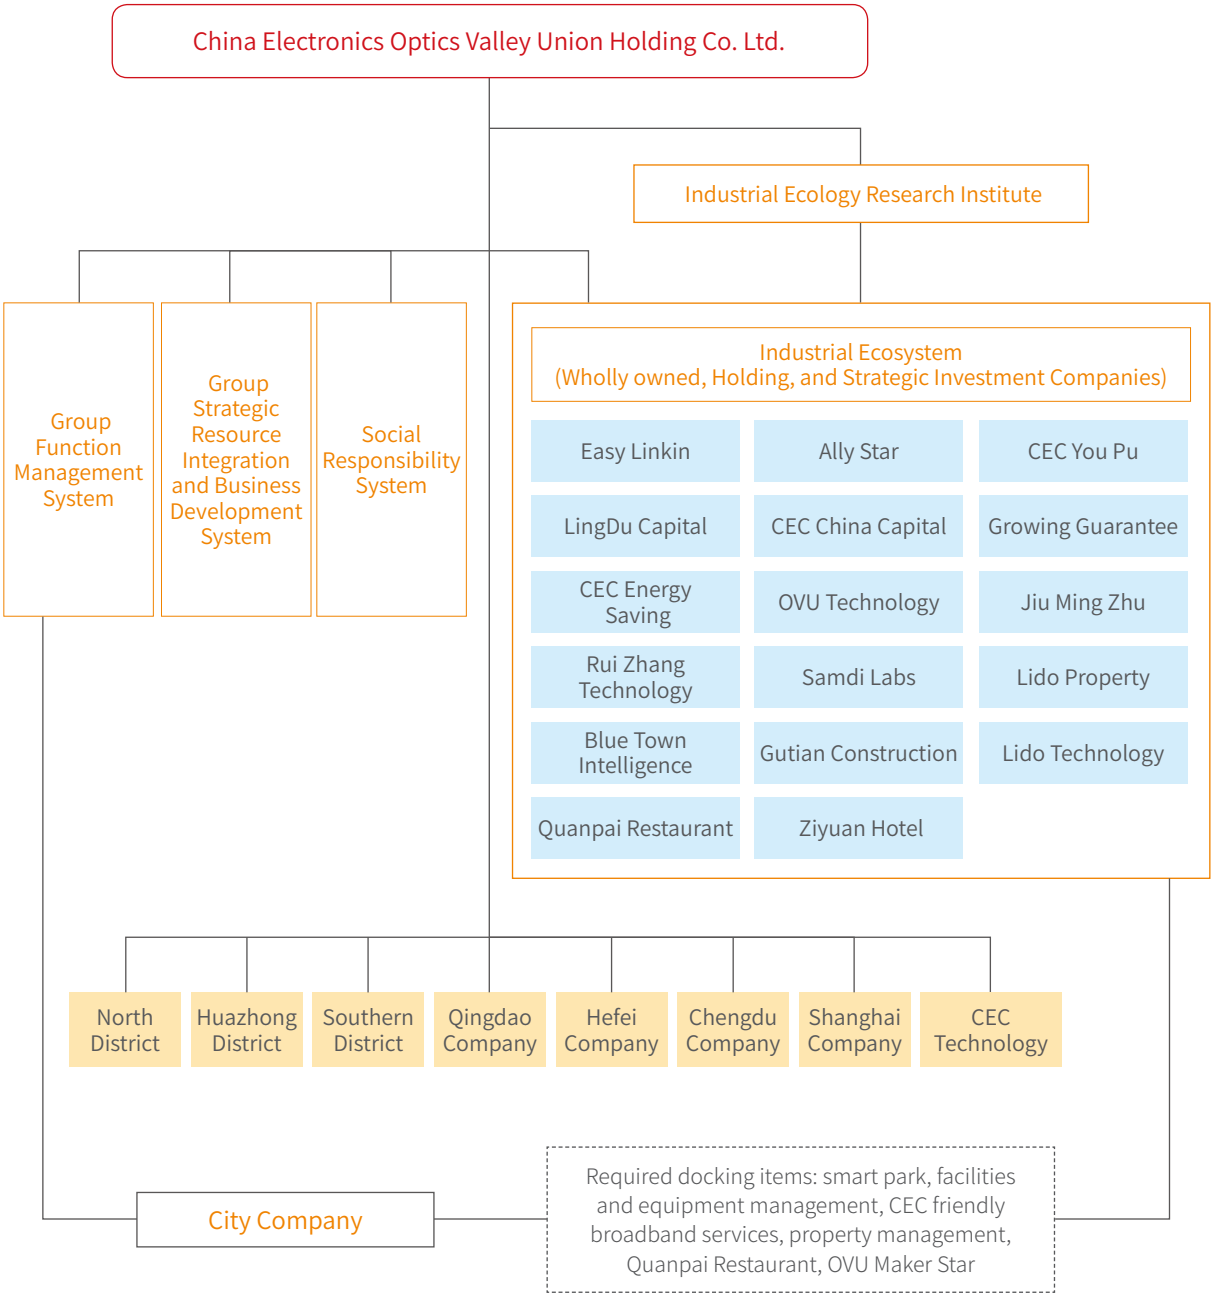 China Electronics Optics Valley Union Holding Co. Ltd.
Industrial Ecology Research Institute
Group
Function
Management
System
Group
Strategic
Resource
Integration
and Business
Development
System
Social
Responsibility
System
Industrial Ecosystem
(Wholly owned, Holding, and Strategic Investment Companies)
Easy Linkin
Ally Star
CEC You Pu
LingDu Capital
CEC China Capital
Growing Guarantee
CEC Energy
Saving
OVU Technology
Jiu Ming Zhu
Rui Zhang
Technology
Samdi Labs
Lido Property
Blue Town
Intelligence
Gutian Construction
Lido Technology
Quanpai Restaurant
Ziyuan Hotel
North
District
Huazhong
District
Southern
District
Qingdao
Company
Hefei
Company
Chengdu
Company
Shanghai
Company
CEC
Technology
City Company
Required docking items: smart park, facilities
and equipment management, CEC friendly
broadband services, property management,
Quanpai Restaurant, OVU Maker Star